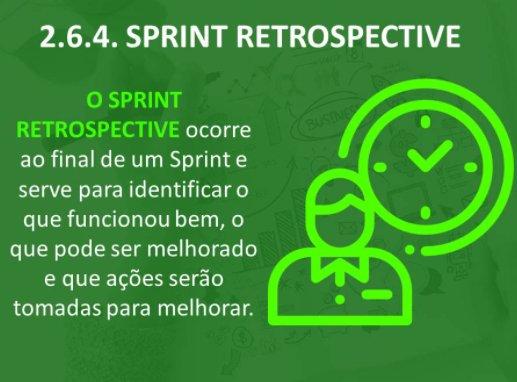 2.6.4. SPRINT RETROSPECTIVE
O SPRINT
RETROSPECTIVE ocorre
ao final de um Sprint e
serve para identificar o
que funcionou bem, o
que pode ser melhorado
e que ações serão
tomadas para melhorar.
BUSINESS